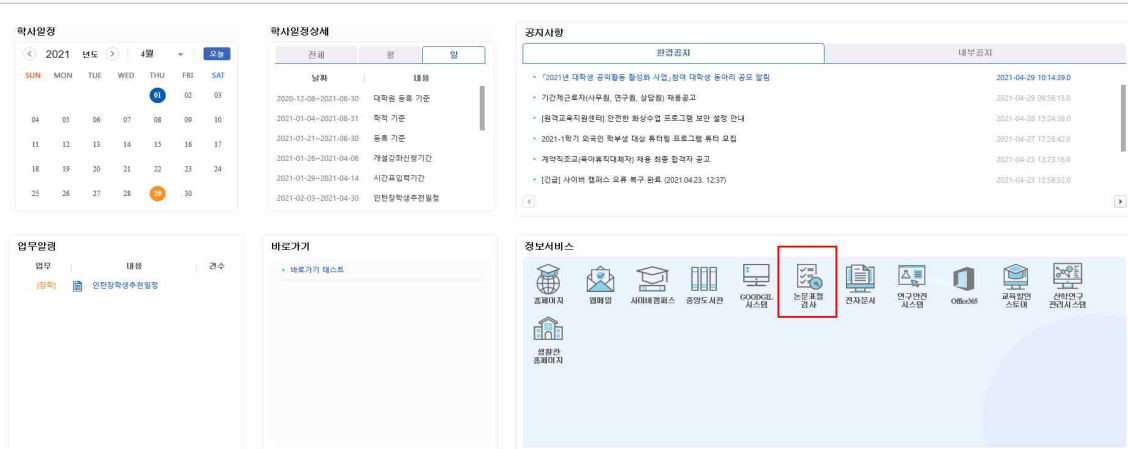 학사일정
2021 년도 4월 오늘
SUN MON TUE WED THU FRI SAT
01 02 03
04 05 06 07 08 09 10
11 12 13 14 15 16 17
18 19 20 21 22 23 24
25 26 27 28 29 30
학사일정상세
전체 월 일
날짜 내용
2020-12-08~2021-06-30 대학원 등록 기준
2021-01-04~2021-08-31 학적 기준
2021-01-21~2021-06-30 등록 기준
2021-01-26~2021-04-06 개설강좌신청기간
2021-01-29~2021-04-14 시간표입력기간
2021-02-03~2021-04-30 인턴장학생추천일정
공지사항
한경공지 내부공지
「2021년 대학생 공익활동 활성화 사업」참여 대학생 동아리 공모 알림 2021-04-29 10:14:39.0
기간제근로자(사무원, 연구원, 상담원) 채용공고 2021-04-29 09:56:15.0
[원격교육지원센터] 안전한 화상수업 프로그램 보안 설정 안내 2021-04-28 15:24:38.0
2021-1학기 외국인 학부생 대상 튜터링 프로그램 튜터 모집 2021-04-27 17:26:42.0
계약직조교(육아휴직대체자) 채용 최종 합격자 공고 2021-04-23 13:23:16.0
[긴급] 사이버 캠퍼스 오류 복구 완료 (2021.04.23, 12:37) 2021-04-23 12:58:52.0
업무알림
업무 내용 건수
[장학] 인턴장학생추천일정
바로가기
바로가기 테스트
정보서비스
홈페이지 웹메일 사이버캠퍼스 중앙도서관 GOODGIL 시스템 논문표절 검사 전자문서 연구안전 시스템 Office365 교육할인 스토어 산학연구 관리시스템
생활관
홈페이지